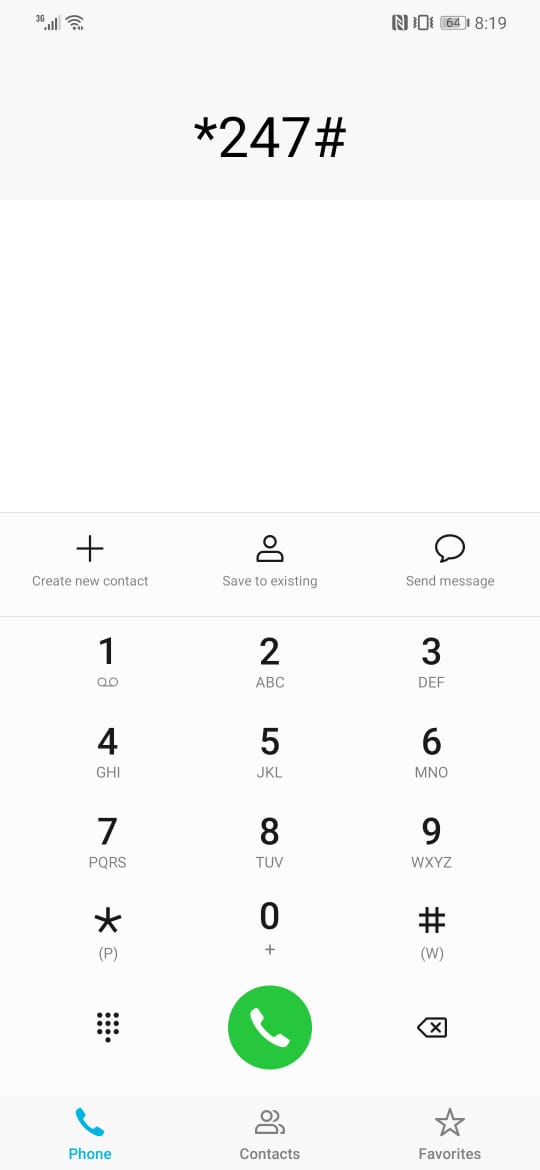 3G 64 8:19
*247#
Create new contact Save to existing Send message
1 2 3
ABC DEF
4 5 6
GHI JKL MNO
7 8 9
PQRS TUV WXYZ
* 0 #
(P) + (W)
Phone Contacts Favorites